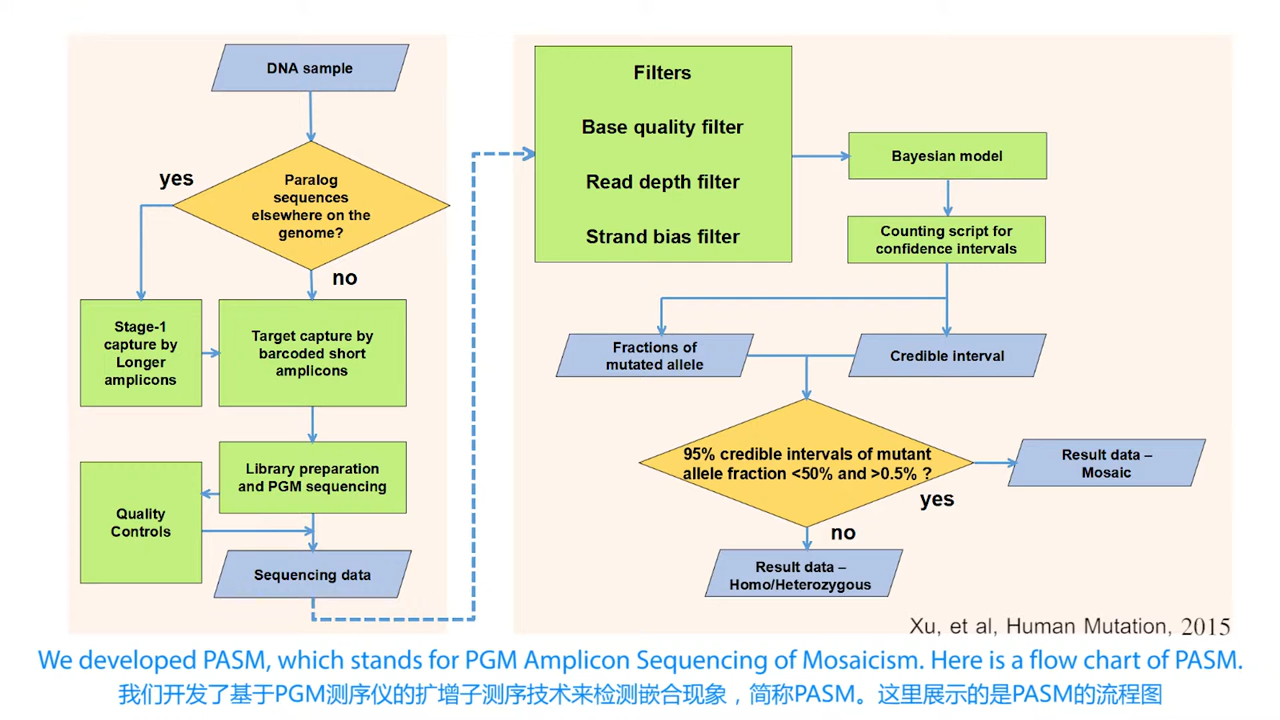 DNA sample
yes
Paralog
sequences
elsewhere on the
genome?
no
Stage-1
capture by
Longer
amplicons
Target capture by
barcoded short
amplicons
Library preparation
and PGM sequencing
Quality
Controls
Sequencing data
Filters
Base quality filter
Read depth filter
Strand bias filter
Bayesian model
Counting script for
confidence intervals
Fractions of
mutated allele
Credible interval
95% credible intervals of mutant
allele fraction <50% and >0.5% ?
yes
Result data –
Mosaic
no
Result data –
Homo/Heterozygous
Xu, et al, Human Mutation, 2015
We developed PASM, which stands for PGM Amplicon Sequencing of Mosaicism. Here is a flow chart of PASM.
我们开发了基于PGM测序仪的扩增子测序技术来检测嵌合现象，简称PASM。这里展示的是PASM的流程图